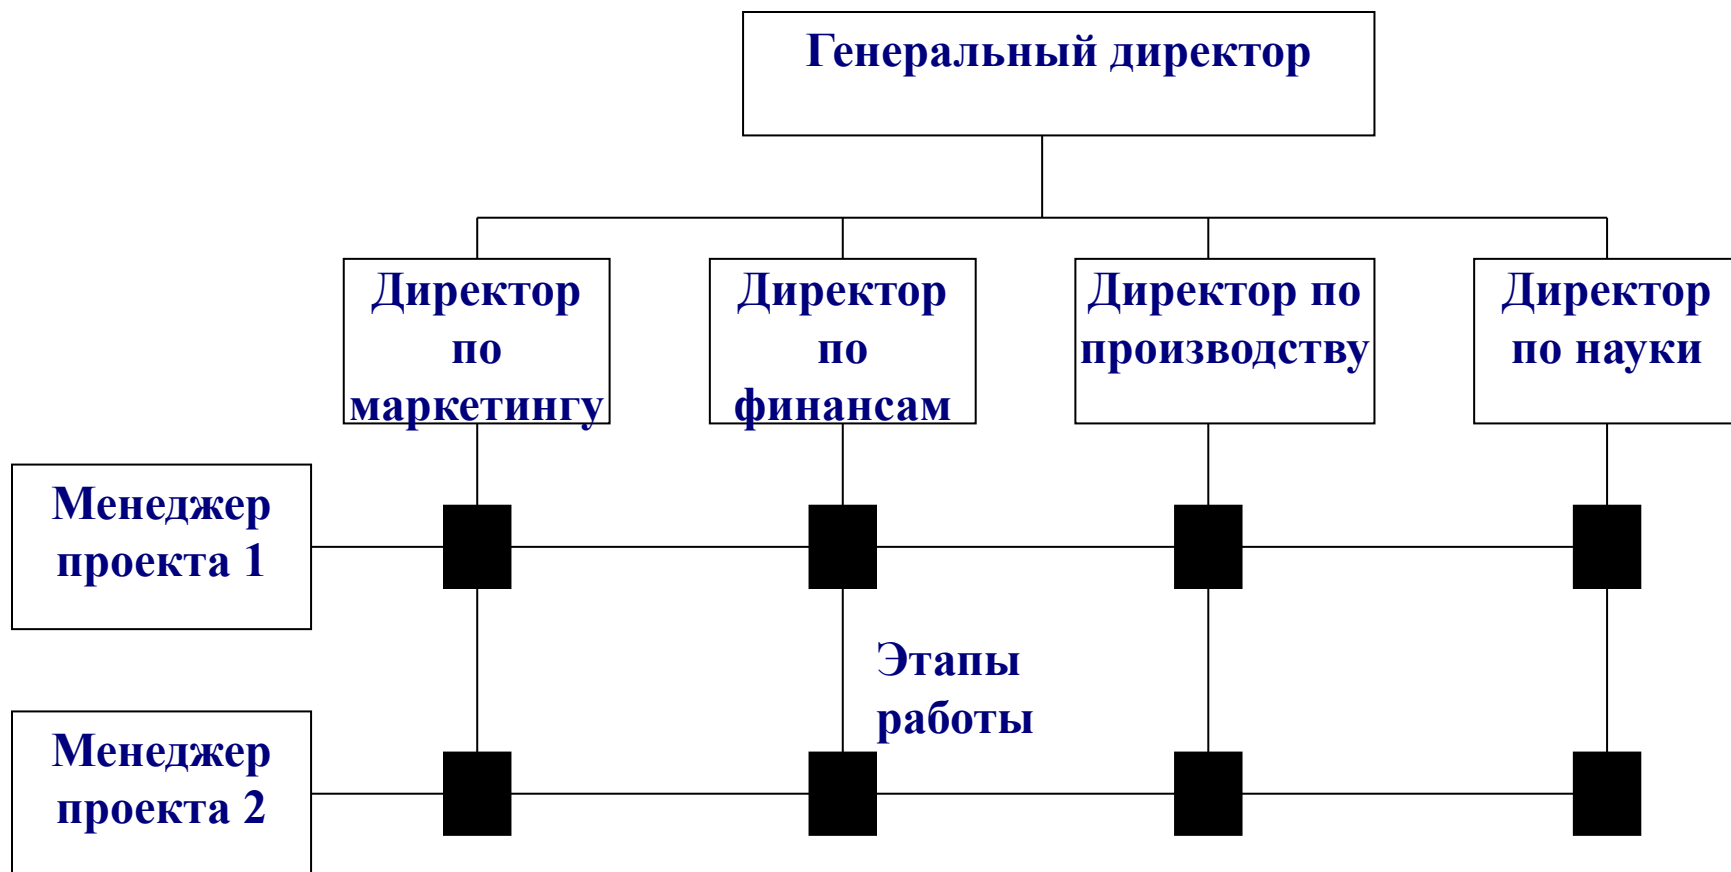 Генеральный директор
Директор
по
маркетингу
Директор
по
финансам
Директор по
производству
Директор
по науки
Менеджер
проекта 1
Этапы
работы
Менеджер
проекта 2